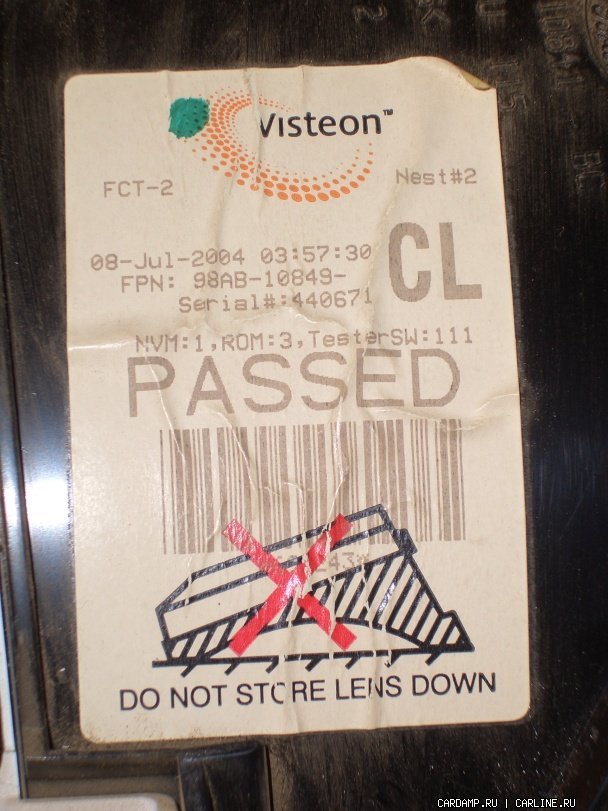 Visteon™
FCT-2
Nest#2
08-Jul-2004 03:57:30
CL
FPN: 98AB-10849-
Serial#:440671
NVM:1,ROM:3,TesterSW:111
PASSED
DO NOT STORE LENS DOWN
CARDAMP.RU | CARLINE.RU